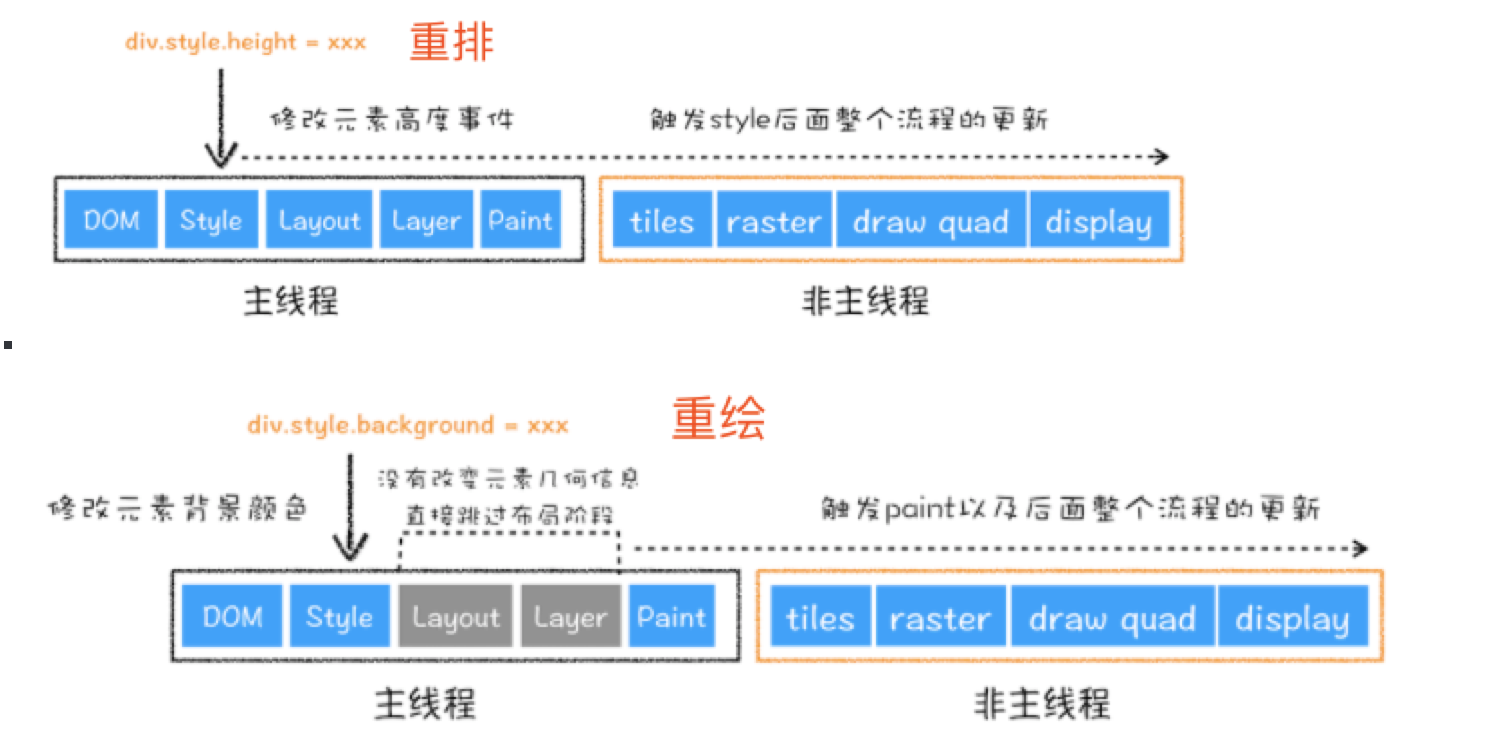 div.style.height = xxx 重排
修改元素高度事件 触发style后面整个流程的更新
DOM Style Layout Layer Paint tiles raster draw quad display
主线程 非主线程
div.style.background = xxx 重绘
没有改变元素几何信息
修改元素背景颜色 直接跳过布局阶段 触发paint以及后面整个流程的更新
DOM Style Layout Layer Paint tiles raster draw quad display
主线程 非主线程